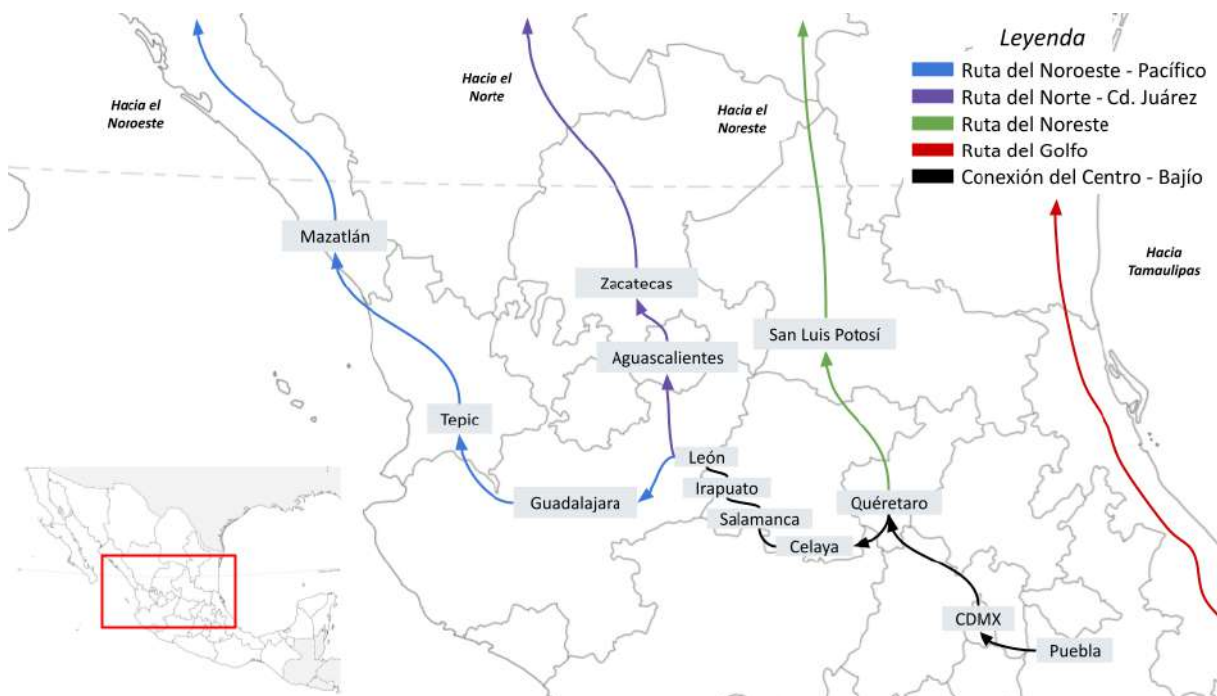 Leyenda
Ruta del Noroeste - Pacífico
Ruta del Norte - Cd. Juárez
Ruta del Noreste
Ruta del Golfo
Conexión del Centro - Bajío
Hacia el
Noroeste
Hacia el
Norte
Hacia el
Noreste
Hacia
Tamaulipas
Mazatlán
Zacatecas
San Luis Potosí
Aguascalientes
Tepic
León
Irapuato
Guadalajara
Quéretaro
Salamanca
Celaya
CDMX
Puebla